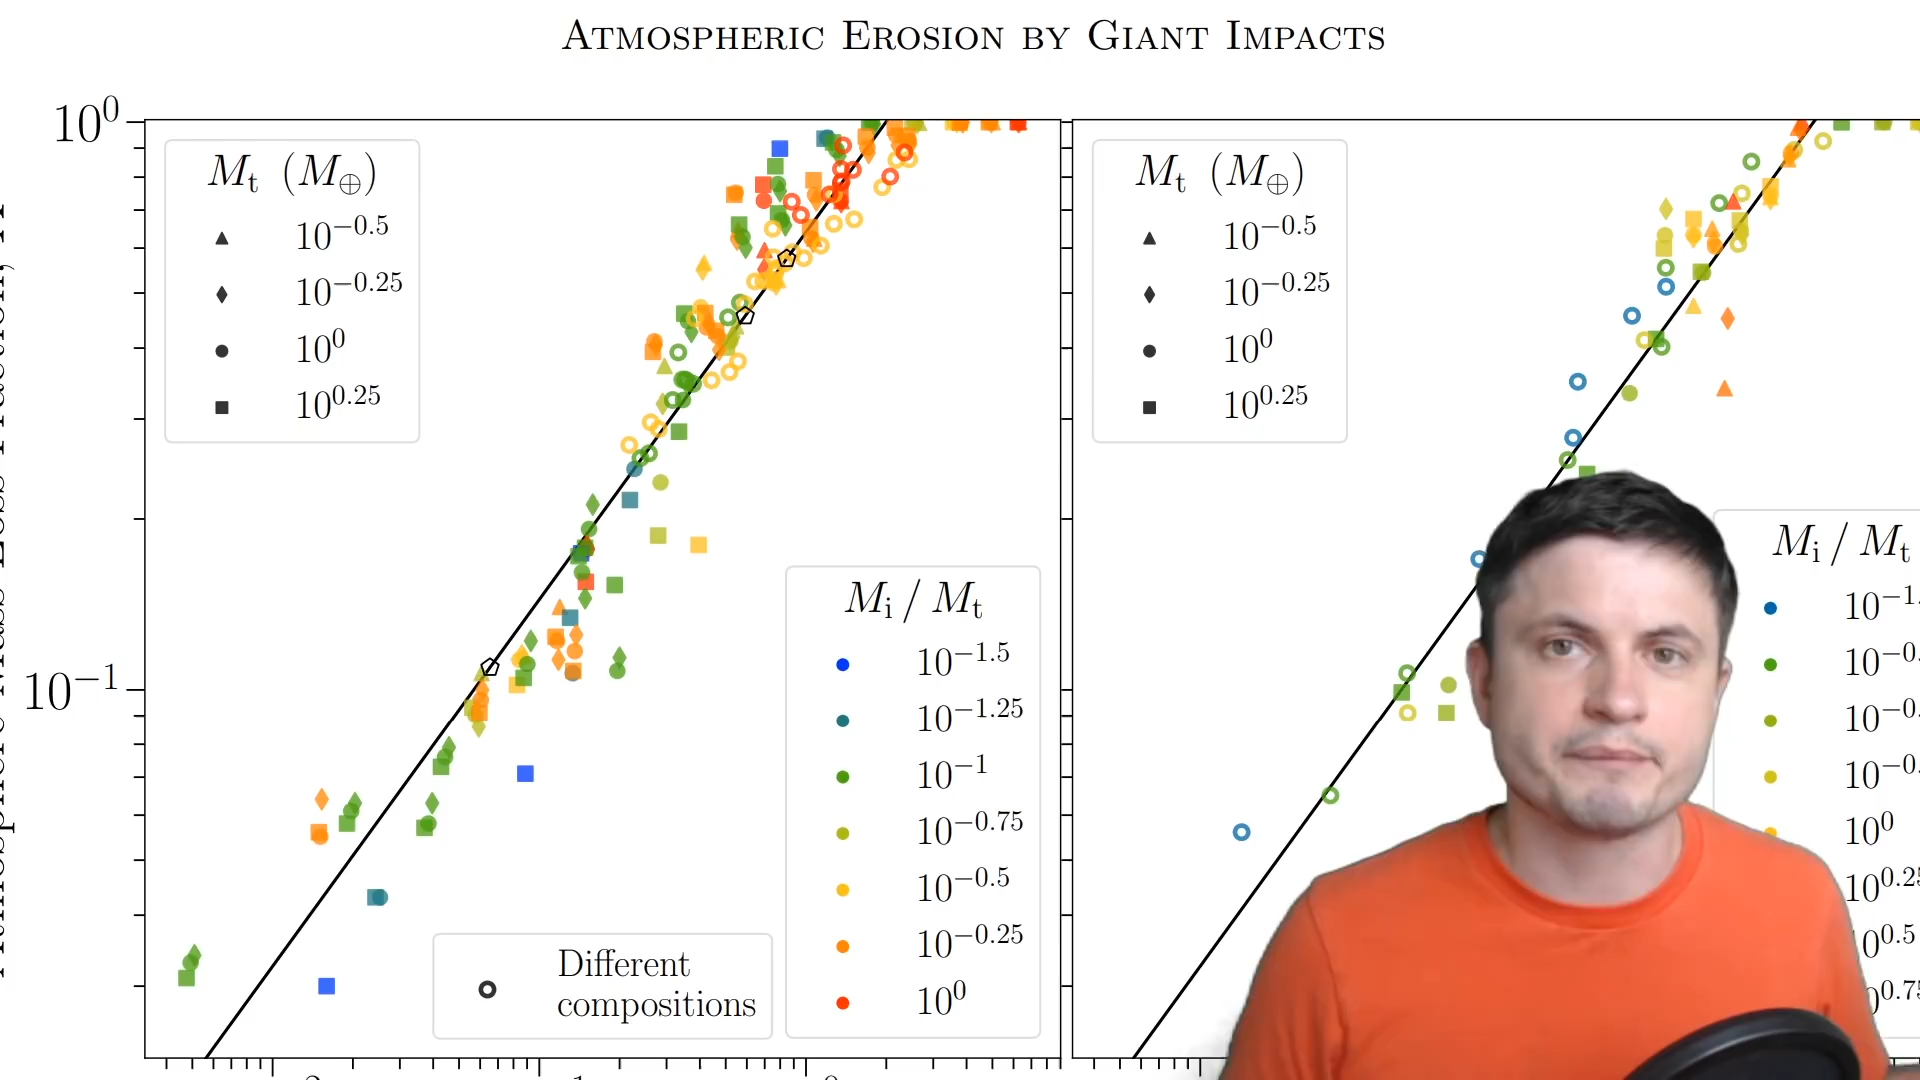 ATMOSPHERIC EROSION BY GIANT IMPACTS
10^0
10^−1
M_t (M_⊕)
10^−0.5
10^−0.25
10^0
10^0.25
M_i / M_t
10^−1.5
10^−1.25
10^−1
10^−0.75
10^−0.5
10^−0.25
10^0
Different
compositions
M_t (M_⊕)
10^−0.5
10^−0.25
10^0
10^0.25
M_i / M_t
10^0